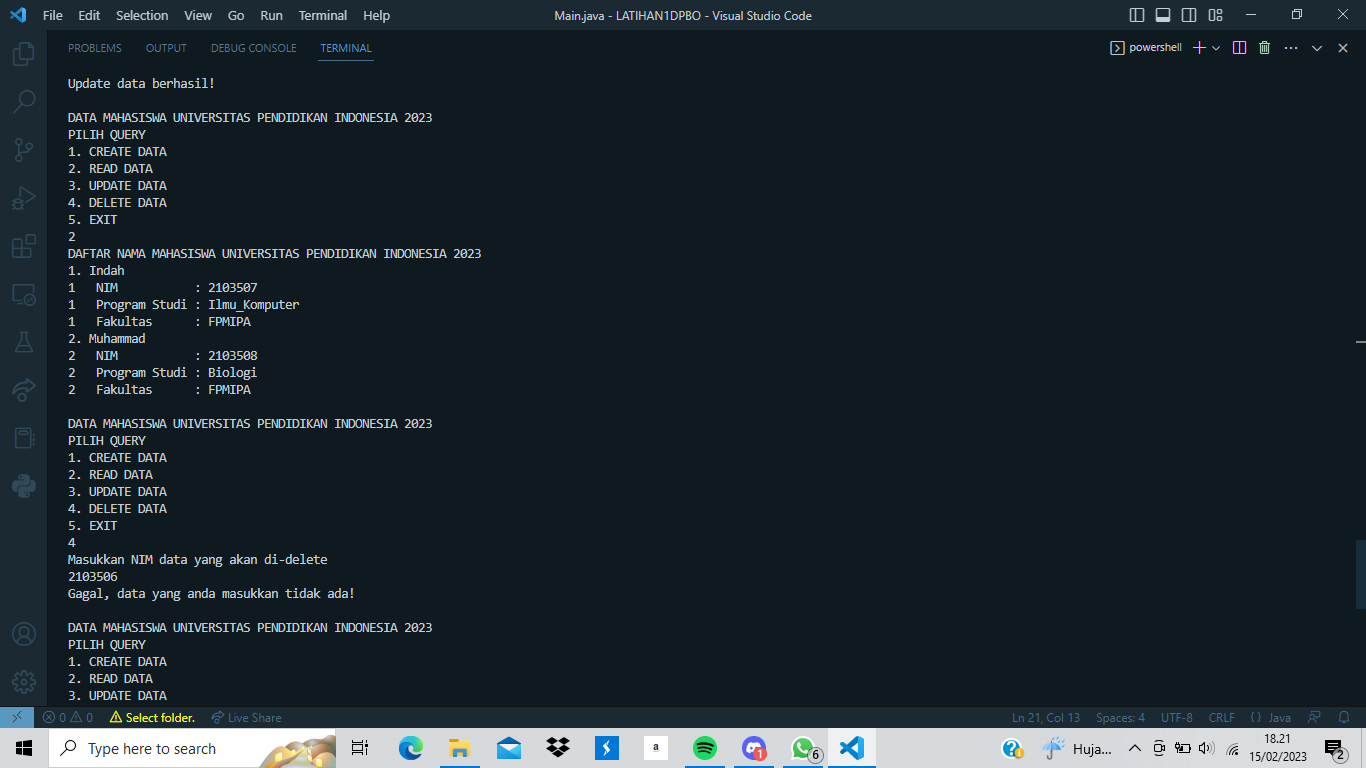 File Edit Selection View Go Run Terminal Help Main.java - LATIHAN1DPBO - Visual Studio Code
PROBLEMS OUTPUT DEBUG CONSOLE TERMINAL powershell
Update data berhasil!
DATA MAHASISWA UNIVERSITAS PENDIDIKAN INDONESIA 2023
PILIH QUERY
1. CREATE DATA
2. READ DATA
3. UPDATE DATA
4. DELETE DATA
5. EXIT
2
DAFTAR NAMA MAHASISWA UNIVERSITAS PENDIDIKAN INDONESIA 2023
1. Indah
1 NIM : 2103507
1 Program Studi : Ilmu_Komputer
1 Fakultas : FPMIPA
2. Muhammad
2 NIM : 2103508
2 Program Studi : Biologi
2 Fakultas : FPMIPA
DATA MAHASISWA UNIVERSITAS PENDIDIKAN INDONESIA 2023
PILIH QUERY
1. CREATE DATA
2. READ DATA
3. UPDATE DATA
4. DELETE DATA
5. EXIT
4
Masukkan NIM data yang akan di-delete
2103506
Gagal, data yang anda masukkan tidak ada!
DATA MAHASISWA UNIVERSITAS PENDIDIKAN INDONESIA 2023
PILIH QUERY
1. CREATE DATA
2. READ DATA
3. UPDATE DATA
0 0 Select folder. Live Share Ln 21, Col 13 Spaces: 4 UTF-8 CRLF {} Java
Type here to search a 1 6 Huja... 18.21
15/02/2023 2